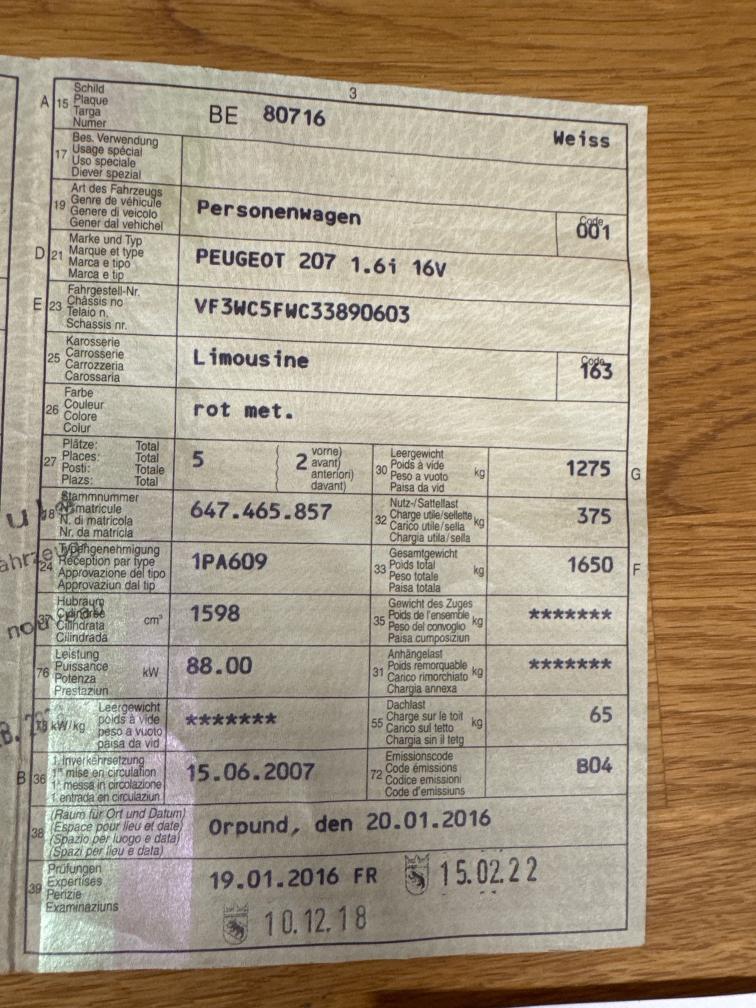 3
A 15 Schild BE 80716 Weiss
Plaque
Targa
Numer
17 Bes. Verwendung
Usage spécial
Uso speciale
Diever spezial
19 Art des Fahrzeugs Personenwagen Code 001
Genre de véhicule
Genere di veicolo
Gener dal vehichel
D 21 Marke und Typ PEUGEOT 207 1.6i 16V
Marque et type
Marca e tipo
Marca e tip
E 23 Fahrgestell-Nr. VF3WC5FWC33890603
Châssis no
Telaio n.
Schassis nr.
25 Karosserie Limousine Code 163
Carrosserie
Carrozzeria
Carossaria
26 Farbe rot met.
Couleur
Colore
Colur
27 Plätze: Total 5 2 vorne)
Places: Total avant)
Posti: Totale anteriori)
Plazs: Total davant)
30 Leergewicht kg 1275 G
Poids à vide
Peso a vuoto
Paisa da vid
18 Stammnummer 647.465.857
N° matricule
N. di matricola
Nr. da matricla
32 Nutz-/Sattellast kg 375
Charge utile/sellette
Carico utile/sella
Chargia utila/sella
24 Typengenehmigung 1PA609
Réception par type
Approvazione del tipo
Approvaziun dal tip
33 Gesamtgewicht kg 1650 F
Poids total
Peso totale
Paisa totala
Hubraum cm³ 1598
Cylindrée
Cilindrata
Cilindrada
35 Gewicht des Zuges kg *******
Poids de l'ensemble
Peso del convoglio
Paisa cumposiziun
76 Leistung kW 88.00
Puissance
Potenza
Prestaziun
31 Anhängelast kg *******
Poids remorquable
Carico rimorchiato
Chargia annexa
kW/kg Leergewicht *******
poids à vide
peso a vuoto
paisa da vid
55 Dachlast kg 65
Charge sur le toit
Carico sul tetto
Chargia sin il tetg
B 36 1. Inverkehrsetzung 15.06.2007
1re mise en circulation
1a messa in circolazione
1. entrada en circulaziun
72 Emissionscode B04
Code émissions
Codice emissioni
Code d'emissiuns
38 (Raum für Ort und Datum) Orpund, den 20.01.2016
(Espace pour lieu et date)
(Spazio per luogo e data)
(Spazi per lieu e data)
39 Prüfungen 19.01.2016 FR 15.02.22
Expertises
Perizie 10.12.18
Examinaziuns